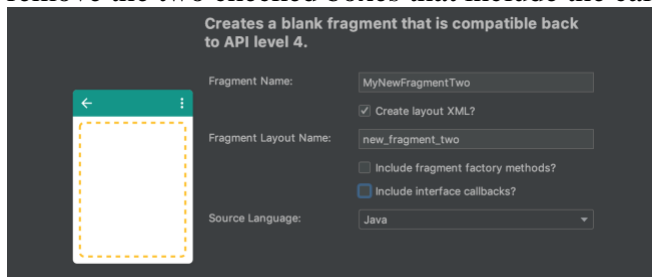 Creates a blank fragment that is compatible back
to API level 4.
Fragment Name:
MyNewFragmentTwo
Create layout XML?
Fragment Layout Name:
new_fragment_two
Include fragment factory methods?
Include interface callbacks?
Source Language:
Java